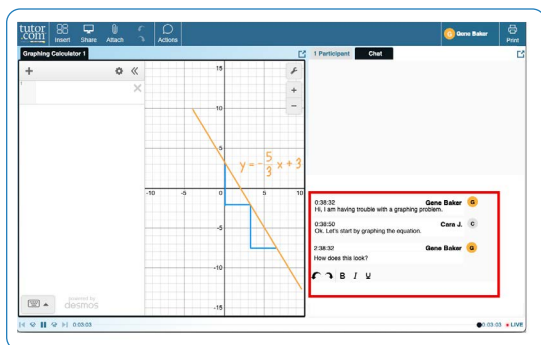 tutor
.com
Insert
Share
Attach
Actions
G Gene Baker
Print
Graphing Calculator 1
1 Participant
Chat
1
15
10
5
-10
-5
0
5
10
-5
-10
-15
y = -5/3 x + 3
0:38:32 Gene Baker G
Hi, I am having trouble with a graphing problem.
0:38:50 Cara J. C
Ok. Let's start by graphing the equation.
2:38:32 Gene Baker G
How does this look?
B I U
powered by
desmos
0:03:03
0:03:03 LIVE